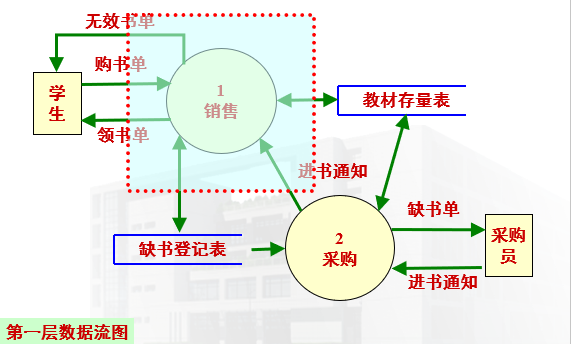 无效书单
购书单
学
生
领书单
1
销售
教材存量表
进书通知
缺书登记表
2
采购
缺书单
采购
员
进书通知
第一层数据流图